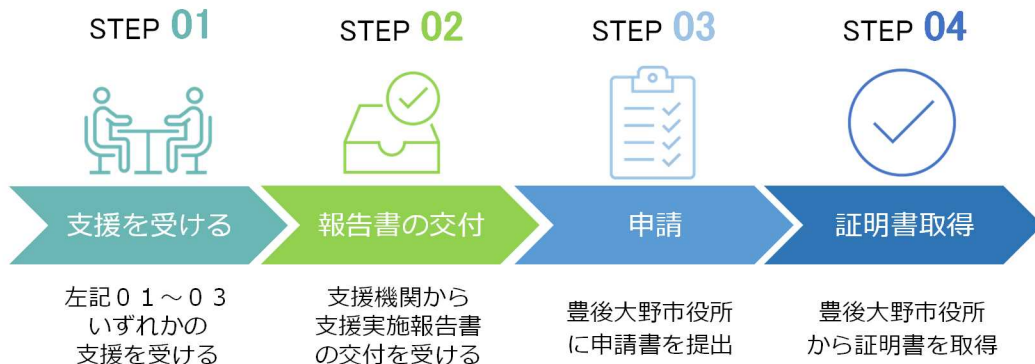 STEP 01
STEP 02
STEP 03
STEP 04
支援を受ける
報告書の交付
申請
証明書取得
左記０１～０３
いずれかの
支援を受ける
支援機関から
支援実施報告書
の交付を受ける
豊後大野市役所
に申請書を提出
豊後大野市役所
から証明書を取得